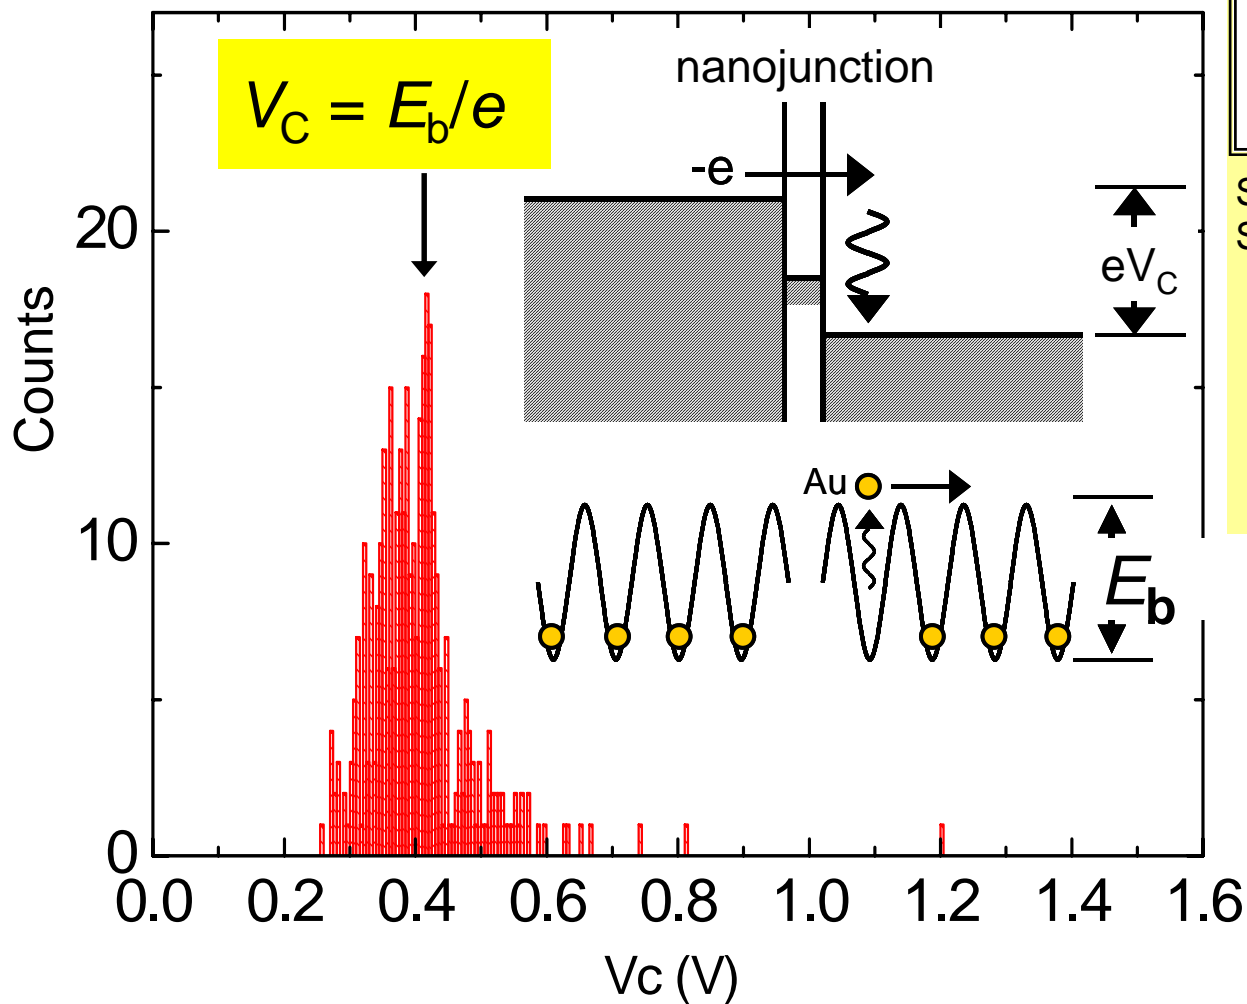 V_C = E_b/e
nanojunction
-e
eV_C
Au
E_b
Counts
20
10
0
0.0 0.2 0.4 0.6 0.8 1.0 1.2 1.4 1.6
Vc (V)
S
S